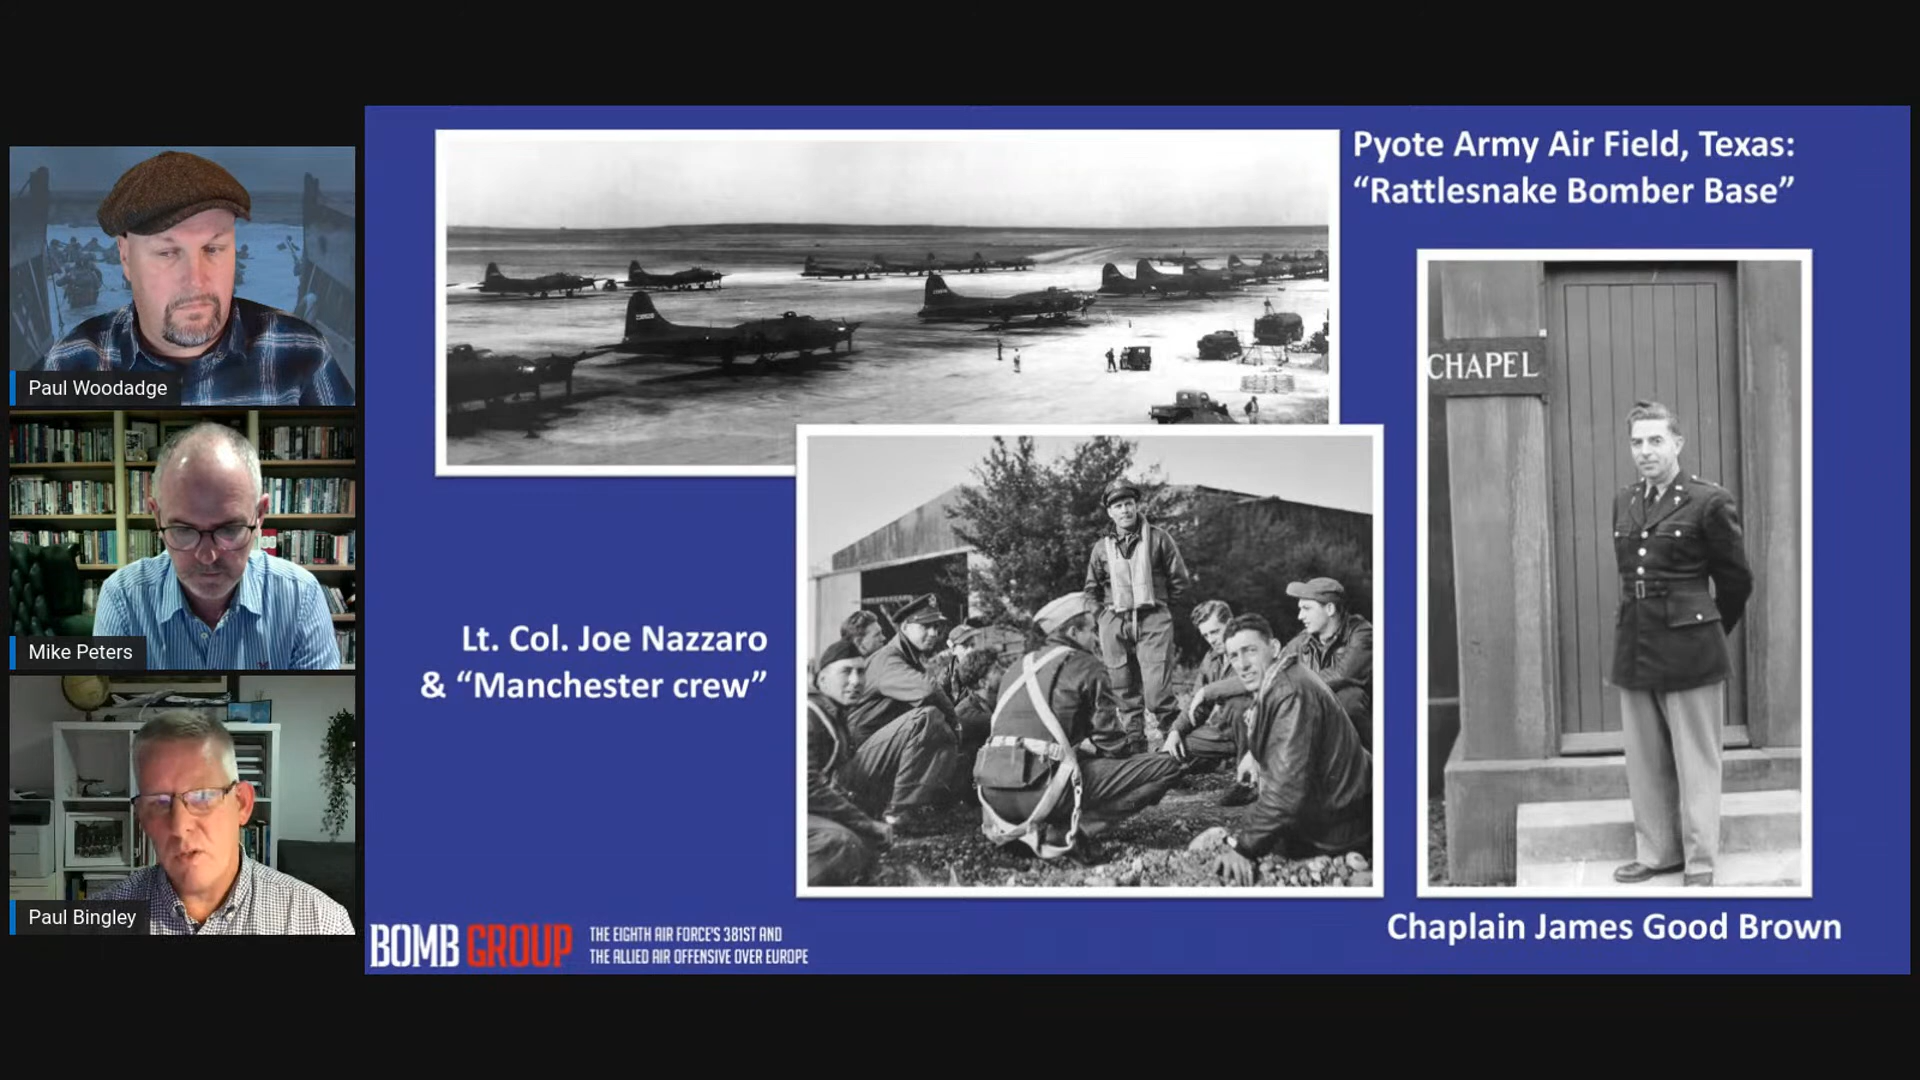 Paul Woodadge
Mike Peters
Paul Bingley
Pyote Army Air Field, Texas:
“Rattlesnake Bomber Base”
CHAPEL
Lt. Col. Joe Nazzaro
& “Manchester crew”
Chaplain James Good Brown
BOMB GROUP
THE EIGHTH AIR FORCE'S 381ST AND
THE ALLIED AIR OFFENSIVE OVER EUROPE